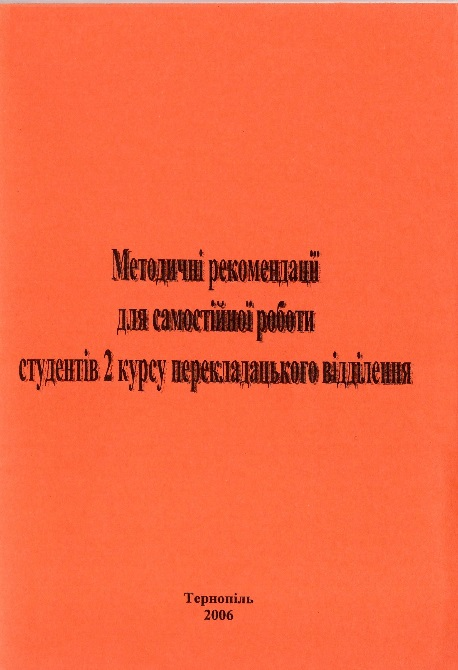 Методичні рекомендації
для самостійної роботи
студентів 2 курсу перекладацького відділення
Тернопіль
2006